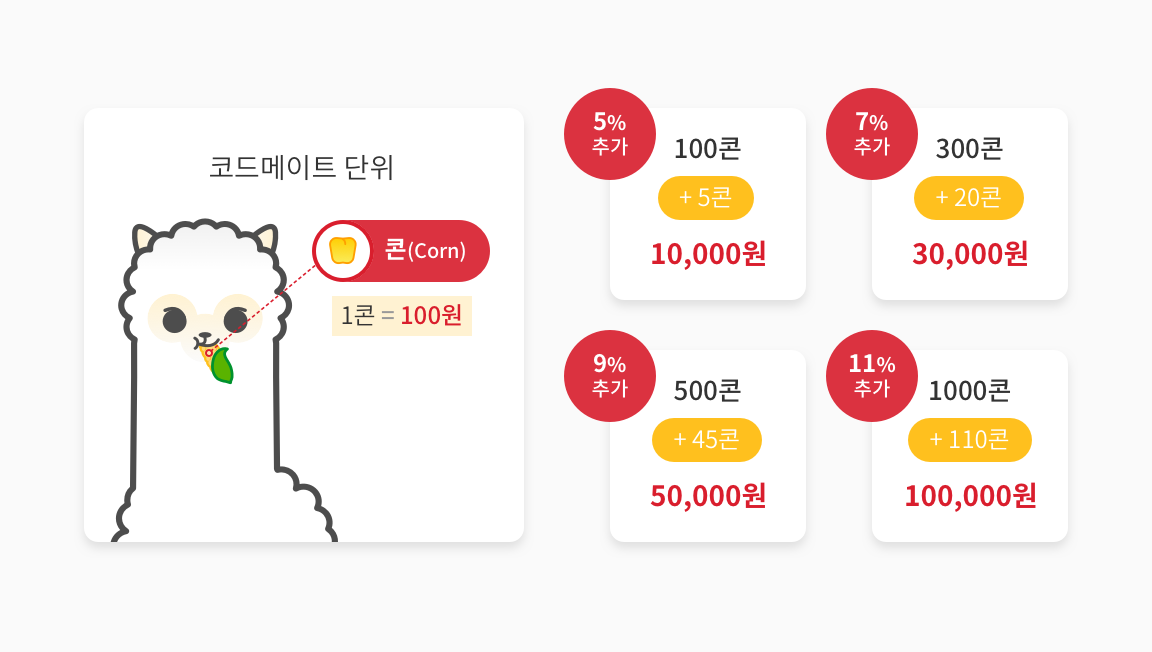 코드메이트 단위
콘(Corn)
1콘 = 100원
5%
추가
100콘
+ 5콘
10,000원
7%
추가
300콘
+ 20콘
30,000원
9%
추가
500콘
+ 45콘
50,000원
11%
추가
1000콘
+ 110콘
100,000원